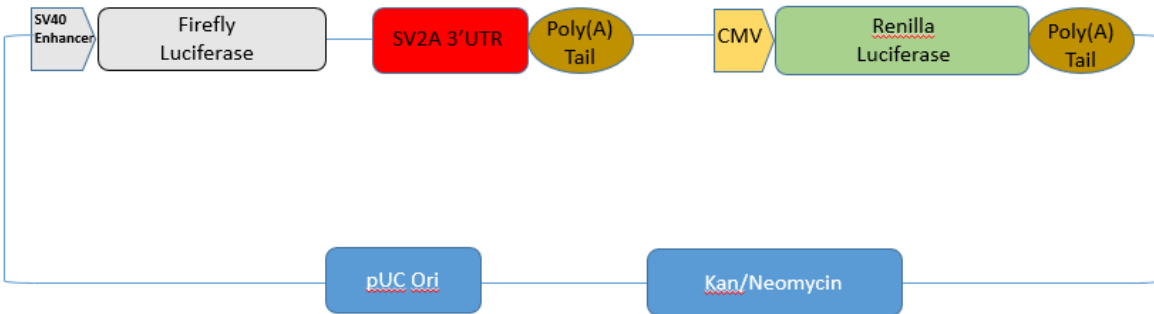 SV40
Enhancer
Firefly
Luciferase
SV2A 3’UTR
Poly(A)
Tail
CMV
Renilla
Luciferase
Poly(A)
Tail
pUC Ori
Kan/Neomycin